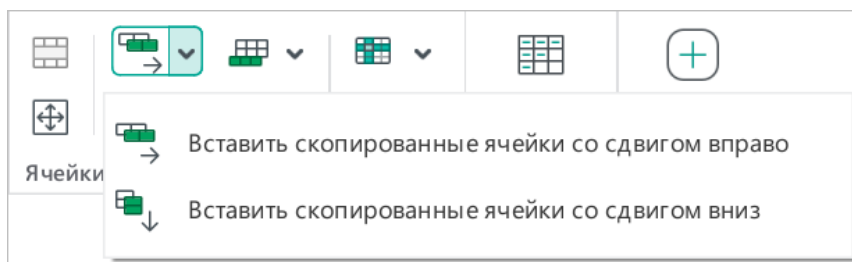 Вставить скопированные ячейки со сдвигом вправо
Ячейки
Вставить скопированные ячейки со сдвигом вниз